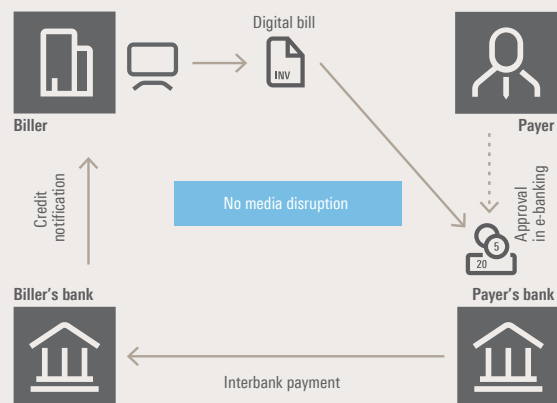 Digital bill
INV
Biller
Payer
Credit
notification
No media disruption
Approval
in e-banking
5
20
Biller's bank
Payer's bank
Interbank payment